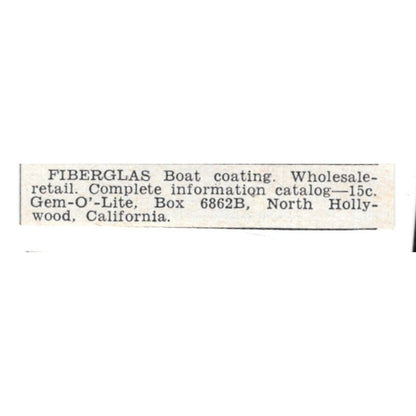 FIBERGLAS Boat coating. Wholesale-
retail. Complete information catalog—15c.
Gem-O'-Lite, Box 6862B, North Holly-
wood, California.